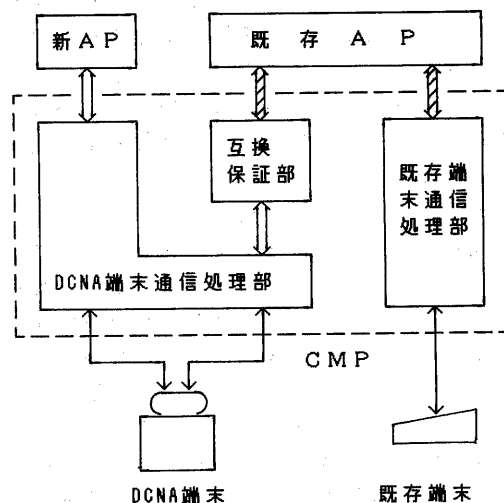 新AP
既存AP
互換
保証部
既存端
末通信
処理部
DCNA端末通信処理部
CMP
DCNA端末
既存端末